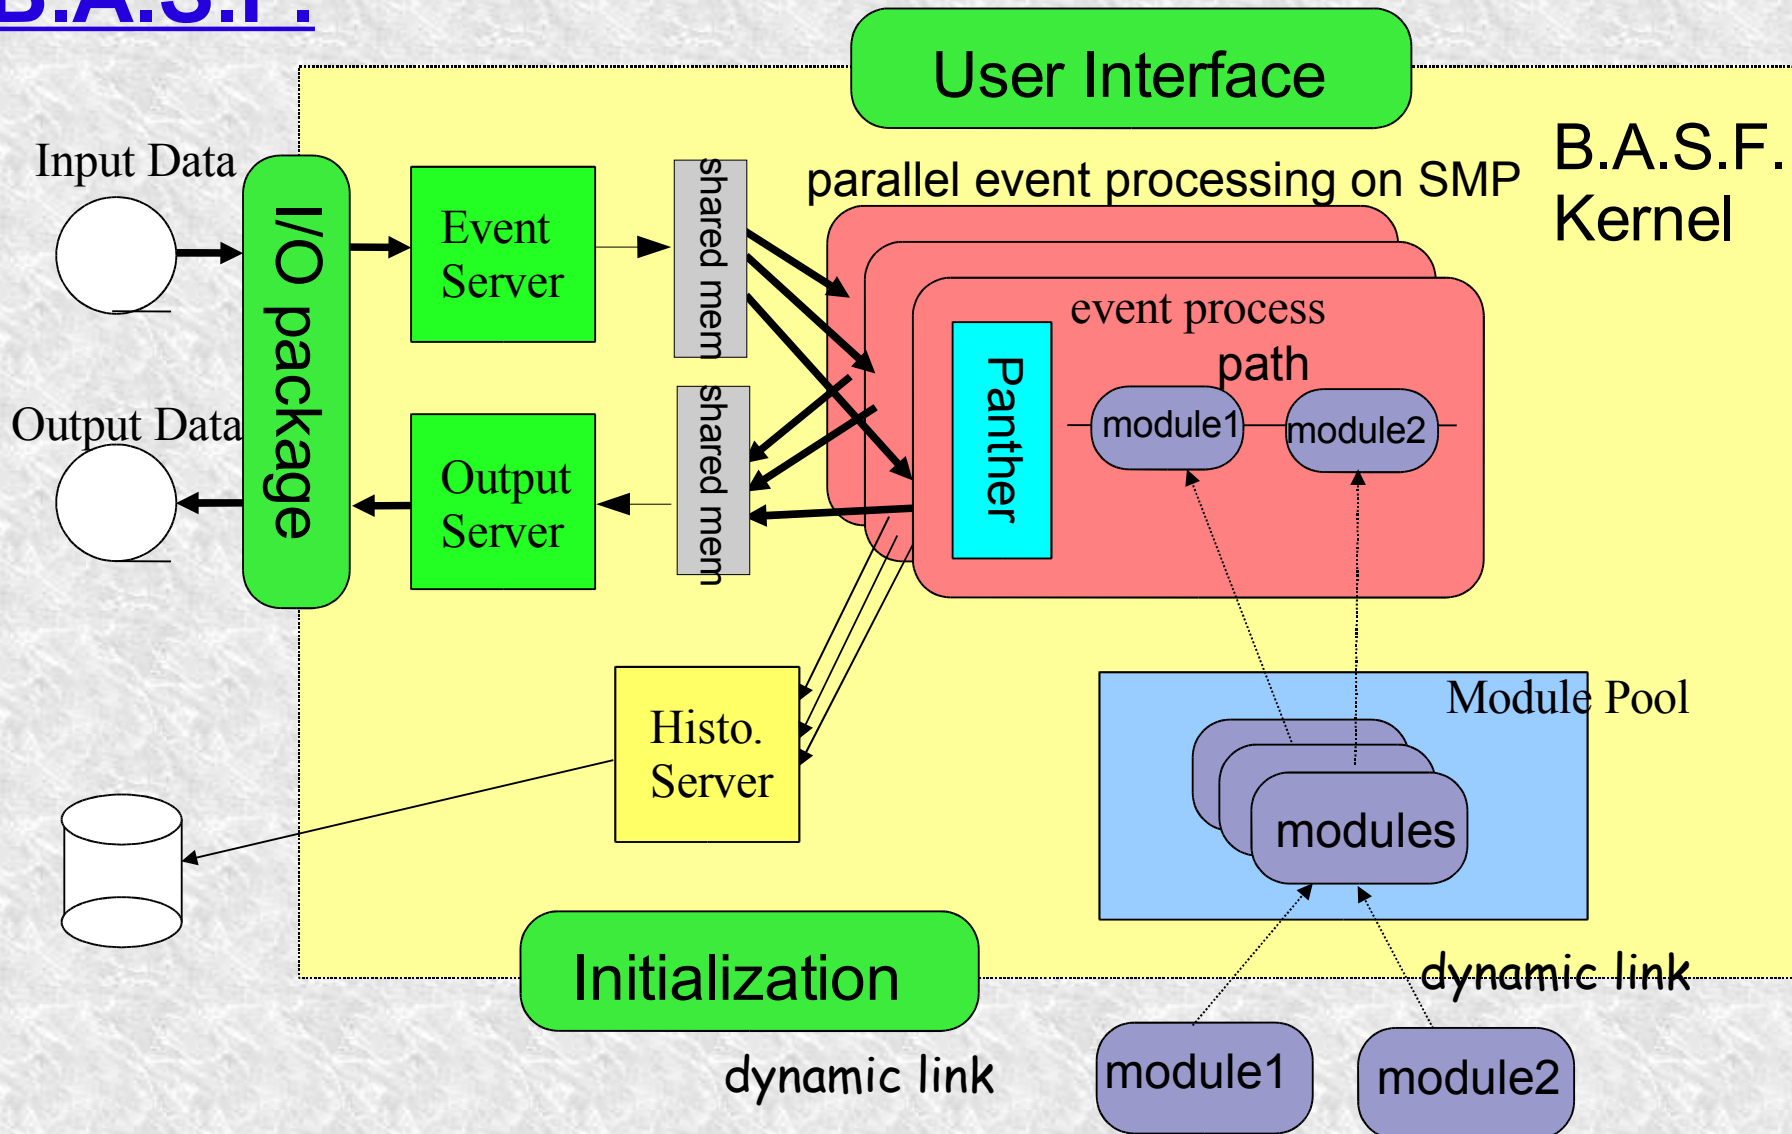 B.A.S.F.
User Interface
B.A.S.F.
Kernel
Input Data
I/O package
Event
Server
shared mem
parallel event processing on SMP
event process
path
Panther
module1
module2
Output Data
Output
Server
shared mem
Histo.
Server
Module Pool
modules
Initialization
dynamic link
dynamic link
module1
module2